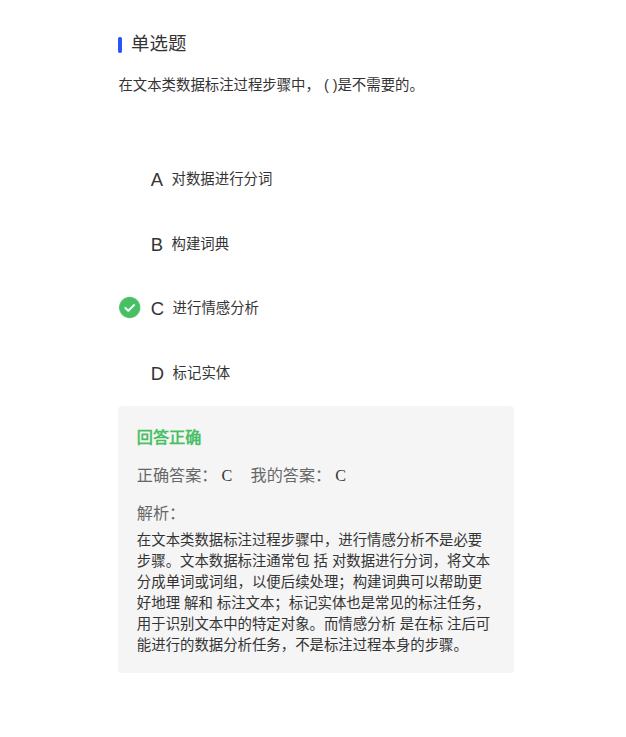 单选题
在文本类数据标注过程步骤中， ( )是不需要的。
A 对数据进行分词
B 构建词典
C 进行情感分析
D 标记实体
回答正确
正确答案： C 我的答案： C
解析：
在文本类数据标注过程步骤中，进行情感分析不是必要
步骤。文本数据标注通常包 括 对数据进行分词，将文本
分成单词或词组，以便后续处理；构建词典可以帮助更
好地理 解和 标注文本；标记实体也是常见的标注任务，
用于识别文本中的特定对象。而情感分析 是在标 注后可
能进行的数据分析任务，不是标注过程本身的步骤。